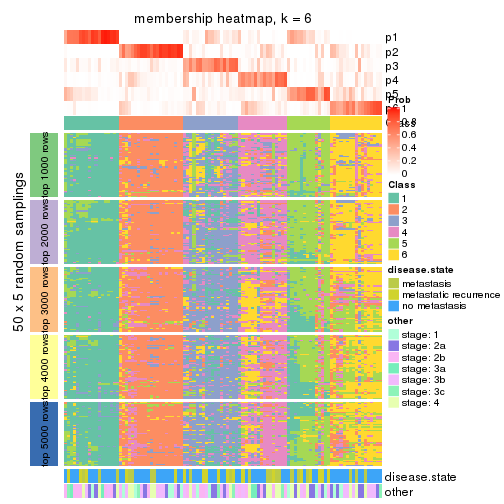 membership heatmap, k = 6
p1
p2
p3
p4
p5
p6
Prob
1
0.8
0.6
0.4
0.2
0
Class
Class
1
2
3
4
5
6
disease.state
metastasis
metastatic recurrence
no metastasis
other
stage: 1
stage: 2a
stage: 2b
stage: 3a
stage: 3b
stage: 3c
stage: 4
50 x 5 random samplings
top 1000 rows
top 2000 rows
top 3000 rows
top 4000 rows
top 5000 rows
disease.state
other